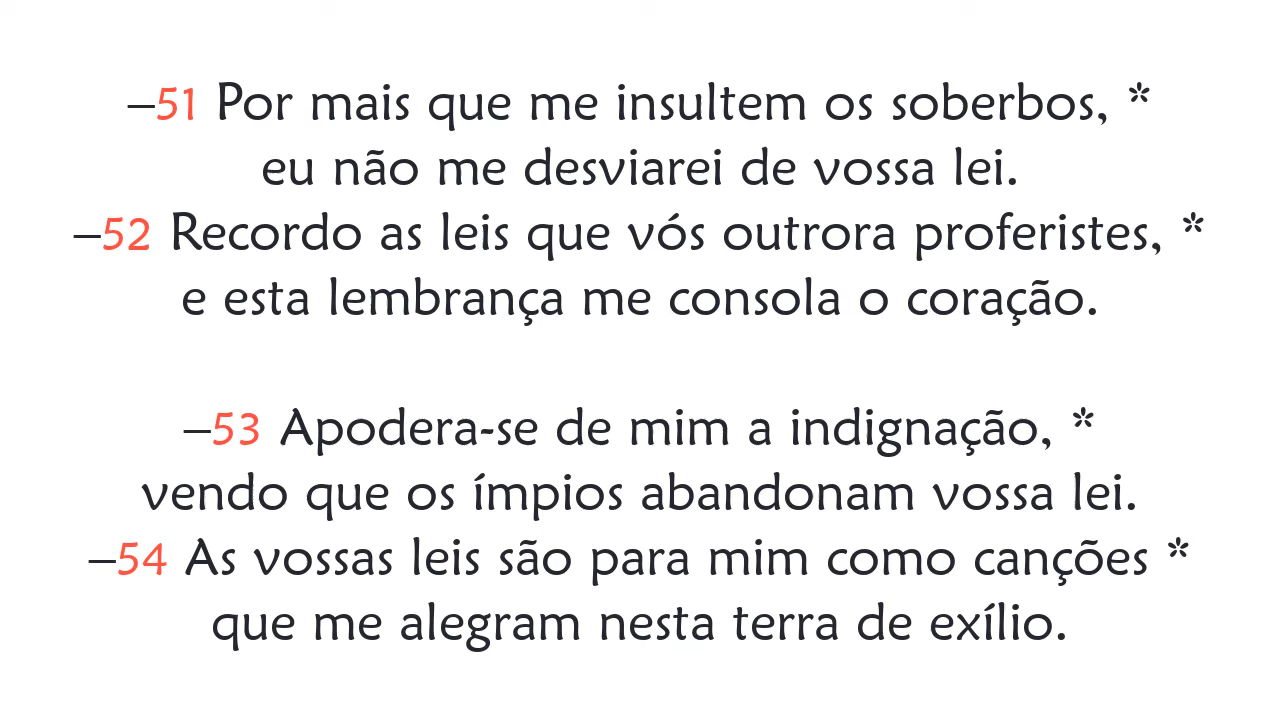 –51 Por mais que me insultem os soberbos, *
eu não me desviarei de vossa lei.
–52 Recordo as leis que vós outrora proferistes, *
e esta lembrança me consola o coração.
–53 Apodera-se de mim a indignação, *
vendo que os ímpios abandonam vossa lei.
–54 As vossas leis são para mim como canções *
que me alegram nesta terra de exílio.